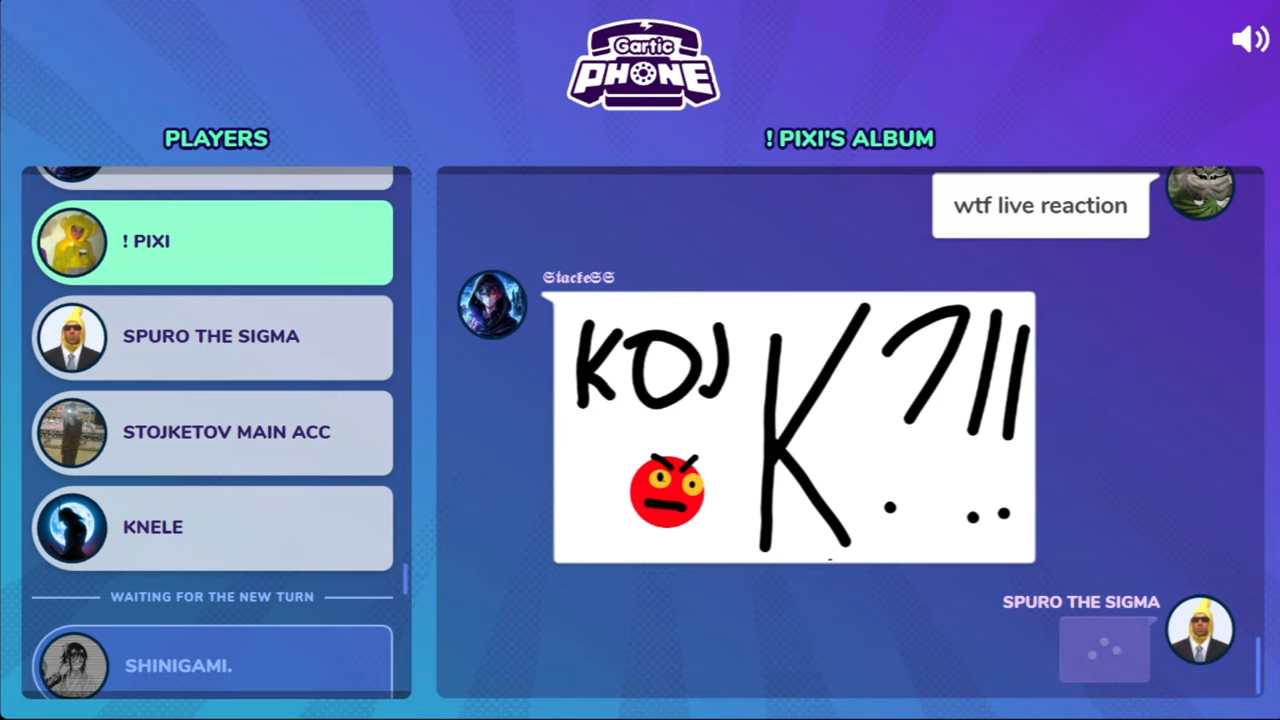 Gartic
PHONE
PLAYERS
! PIXI'S ALBUM
wtf live reaction
! PIXI
𝕾𝖙𝖆𝖈𝖐𝖊𝕾𝕾
SPURO THE SIGMA
KOJ K?!!
STOJKETOV MAIN ACC
KNELE
WAITING FOR THE NEW TURN
SPURO THE SIGMA
SHINIGAMI.